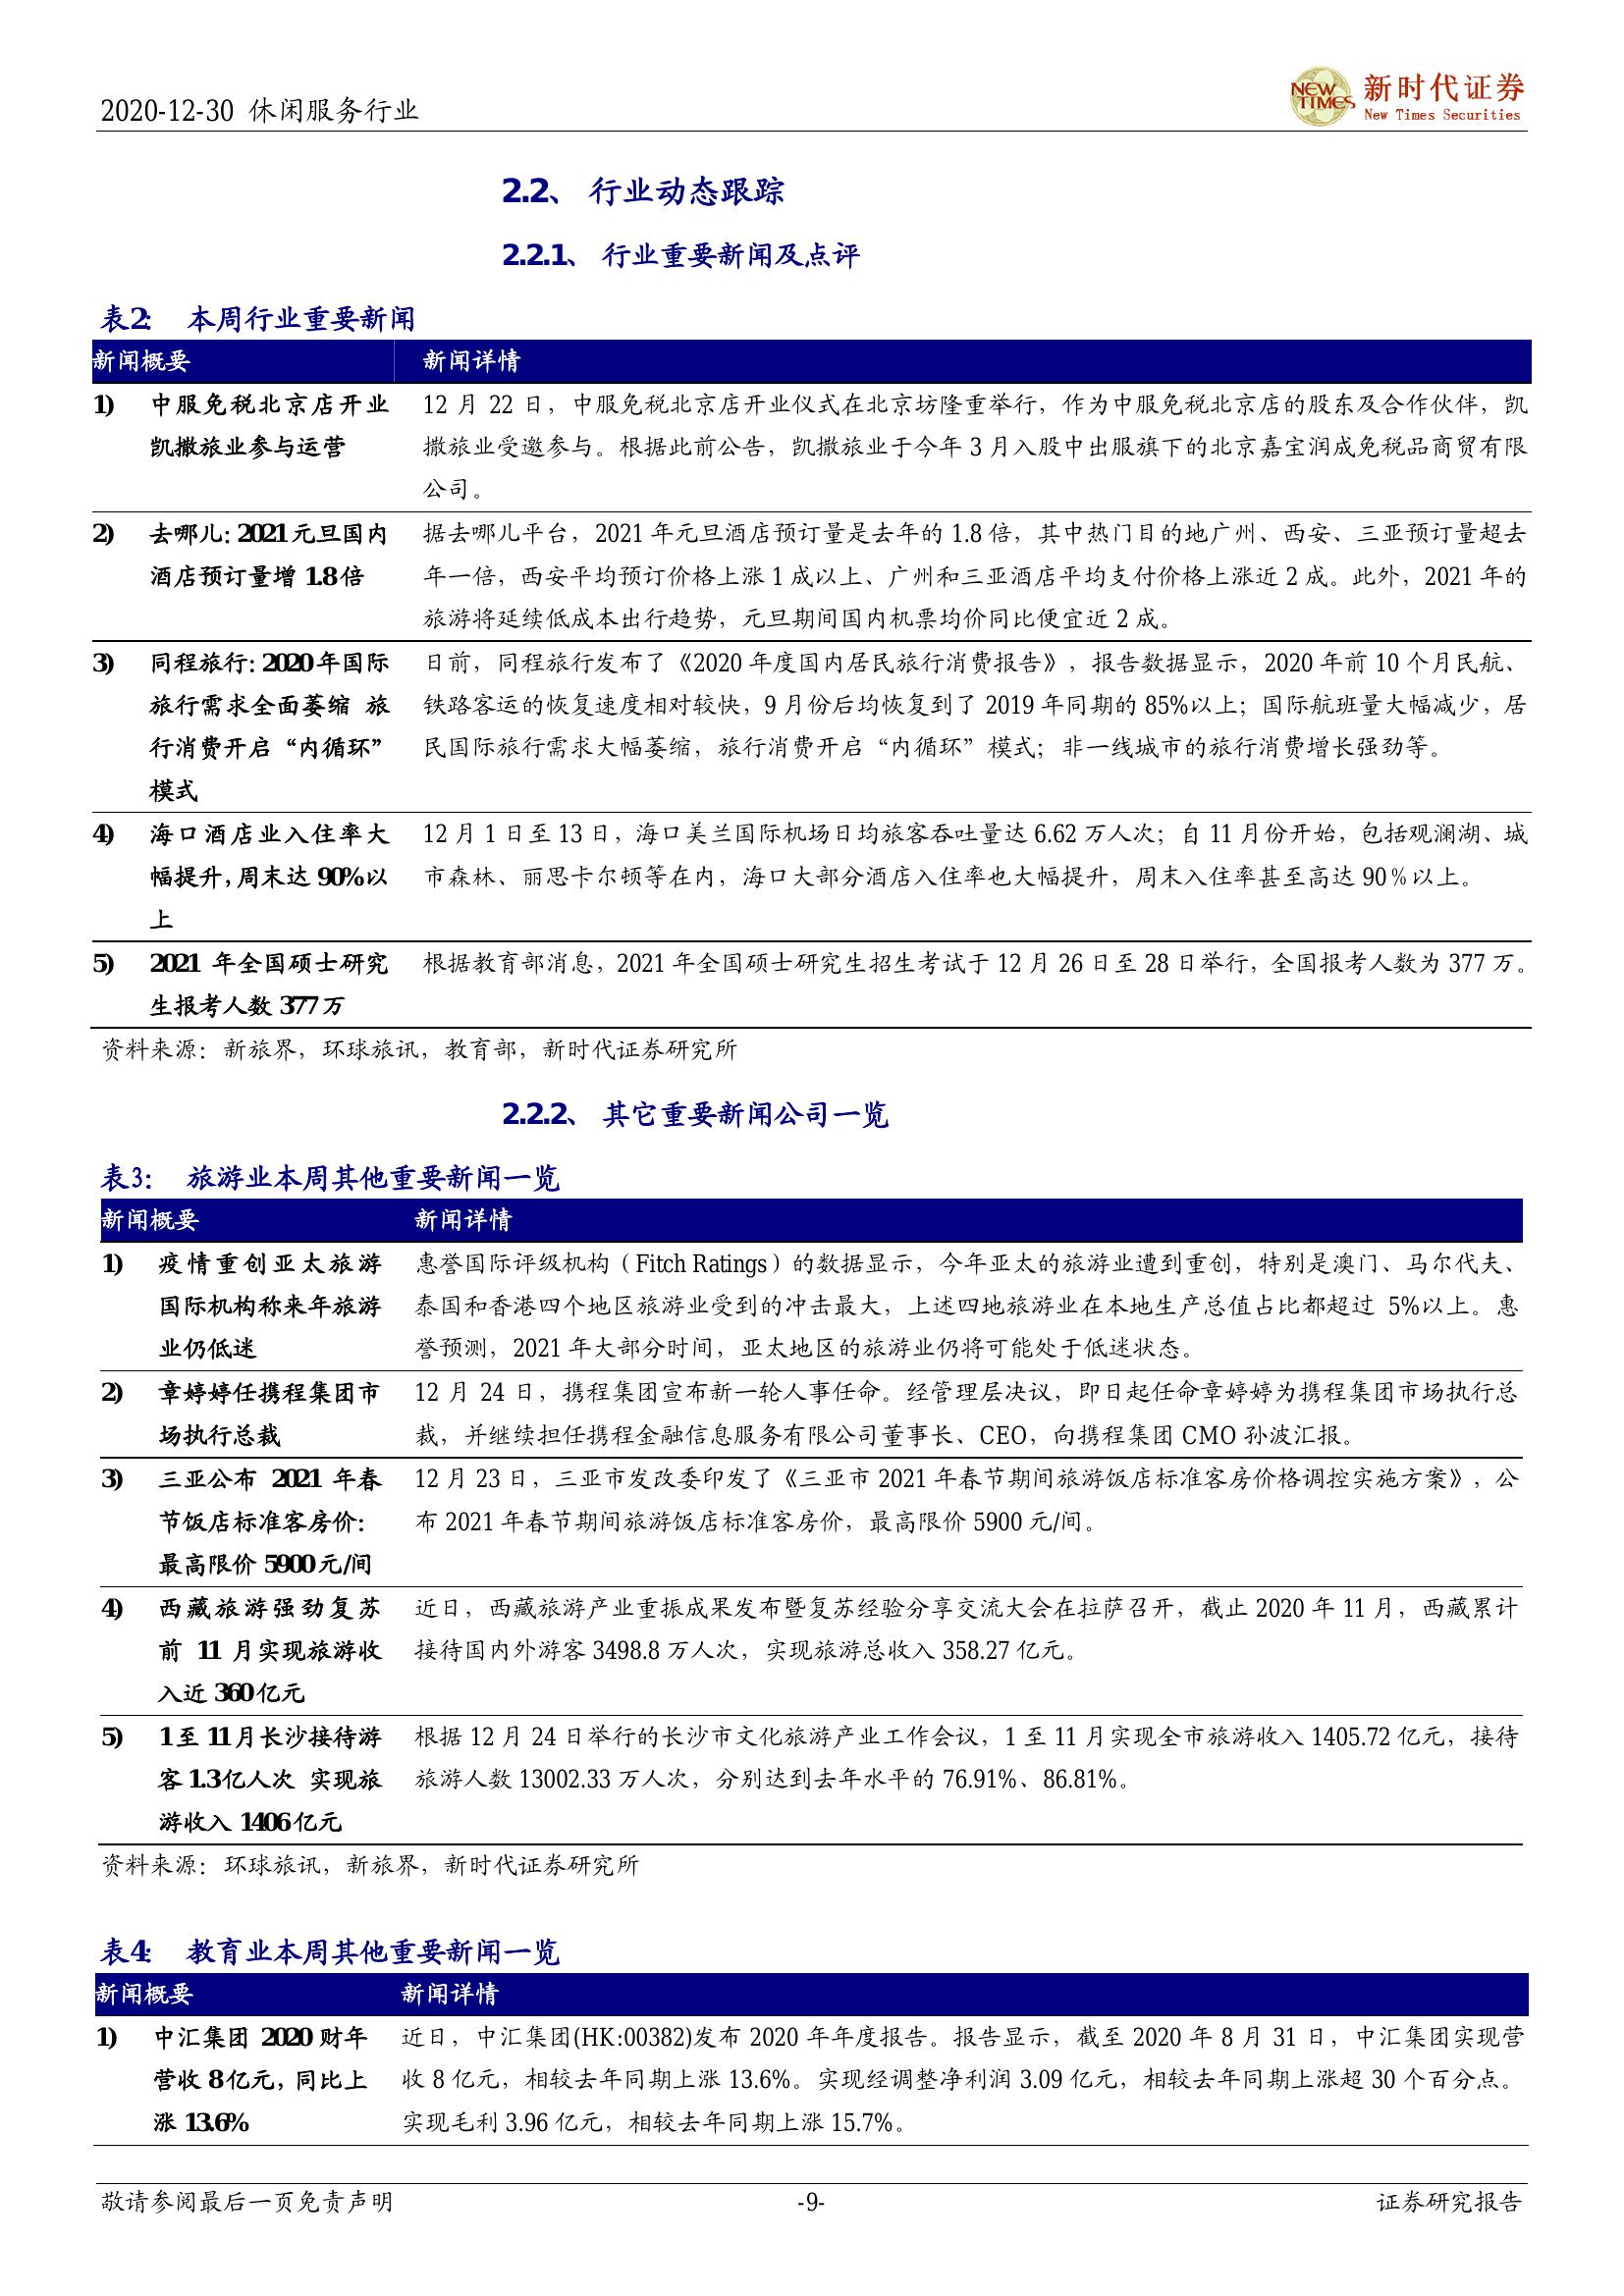 2020-12-30 休闲服务行业
NEW TIMES
新时代证券
New Times Securities
2.2、 行业动态跟踪
2.2.1、 行业重要新闻及点评
表2: 本周行业重要新闻
新闻概要 新闻详情
1) 中服免税北京店开业
凯撒旅业参与运营
12 月 22 日，中服免税北京店开业仪式在北京坊隆重举行，作为中服免税北京店的股东及合作伙伴，凯
撒旅业受邀参与。根据此前公告，凯撒旅业于今年 3 月入股中出服旗下的北京嘉宝润成免税品商贸有限
公司。
2) 去哪儿：2021元旦国内
酒店预订量增 1.8倍
据去哪儿平台，2021 年元旦酒店预订量是去年的 1.8 倍，其中热门目的地广州、西安、三亚预订量超去
年一倍，西安平均预订价格上涨 1 成以上、广州和三亚酒店平均支付价格上涨近 2 成。此外，2021 年的
旅游将延续低成本出行趋势，元旦期间国内机票均价同比便宜近 2 成。
3) 同程旅行：2020年国际
旅行需求全面萎缩 旅
行消费开启“内循环”
模式
日前，同程旅行发布了《2020 年度国内居民旅行消费报告》，报告数据显示，2020 年前 10 个月民航、
铁路客运的恢复速度相对较快，9 月份后均恢复到了 2019 年同期的 85%以上；国际航班量大幅减少，居
民国际旅行需求大幅萎缩，旅行消费开启“内循环”模式；非一线城市的旅行消费增长强劲等。
4) 海口酒店业入住率大
幅提升，周末达 90%以
上
12 月 1 日至 13 日，海口美兰国际机场日均旅客吞吐量达 6.62 万人次；自 11 月份开始，包括观澜湖、城
市森林、丽思卡尔顿等在内，海口大部分酒店入住率也大幅提升，周末入住率甚至高达 90％以上。
5) 2021 年全国硕士研究
生报考人数 377万
根据教育部消息，2021 年全国硕士研究生招生考试于 12 月 26 日至 28 日举行，全国报考人数为 377 万。
资料来源：新旅界，环球旅讯，教育部，新时代证券研究所
2.2.2、 其它重要新闻公司一览
表3: 旅游业本周其他重要新闻一览
新闻概要 新闻详情
1) 疫情重创亚太旅游
国际机构称来年旅游
业仍低迷
惠誉国际评级机构（Fitch Ratings）的数据显示，今年亚太的旅游业遭到重创，特别是澳门、马尔代夫、
泰国和香港四个地区旅游业受到的冲击最大，上述四地旅游业在本地生产总值占比都超过 5%以上。惠
誉预测，2021 年大部分时间，亚太地区的旅游业仍将可能处于低迷状态。
2) 章婷婷任携程集团市
场执行总裁
12 月 24 日，携程集团宣布新一轮人事任命。经管理层决议，即日起任命章婷婷为携程集团市场执行总
裁，并继续担任携程金融信息服务有限公司董事长、CEO，向携程集团 CMO 孙波汇报。
3) 三亚公布 2021 年春
节饭店标准客房价：
最高限价 5900元/间
12 月 23 日，三亚市发改委印发了《三亚市 2021 年春节期间旅游饭店标准客房价格调控实施方案》，公
布 2021 年春节期间旅游饭店标准客房价，最高限价 5900 元/间。
4) 西藏旅游强劲复苏
前 11 月实现旅游收
入近 360亿元
近日，西藏旅游产业重振成果发布暨复苏经验分享交流大会在拉萨召开，截止 2020 年 11 月，西藏累计
接待国内外游客 3498.8 万人次，实现旅游总收入 358.27 亿元。
5) 1至 11月长沙接待游
客1.3亿人次 实现旅
游收入 1406亿元
根据 12 月 24 日举行的长沙市文化旅游产业工作会议，1 至 11 月实现全市旅游收入 1405.72 亿元，接待
旅游人数 13002.33 万人次，分别达到去年水平的 76.91%、86.81%。
资料来源：环球旅讯，新旅界，新时代证券研究所
表4: 教育业本周其他重要新闻一览
新闻概要 新闻详情
1) 中汇集团 2020 财年
营收 8亿元，同比上
涨 13.6%
近日，中汇集团(HK:00382)发布 2020 年年度报告。报告显示，截至 2020 年 8 月 31 日，中汇集团实现营
收 8 亿元，相较去年同期上涨 13.6%。实现经调整净利润 3.09 亿元，相较去年同期上涨超 30 个百分点。
实现毛利 3.96 亿元，相较去年同期上涨 15.7%。
敬请参阅最后一页免责声明 -9- 证券研究报告